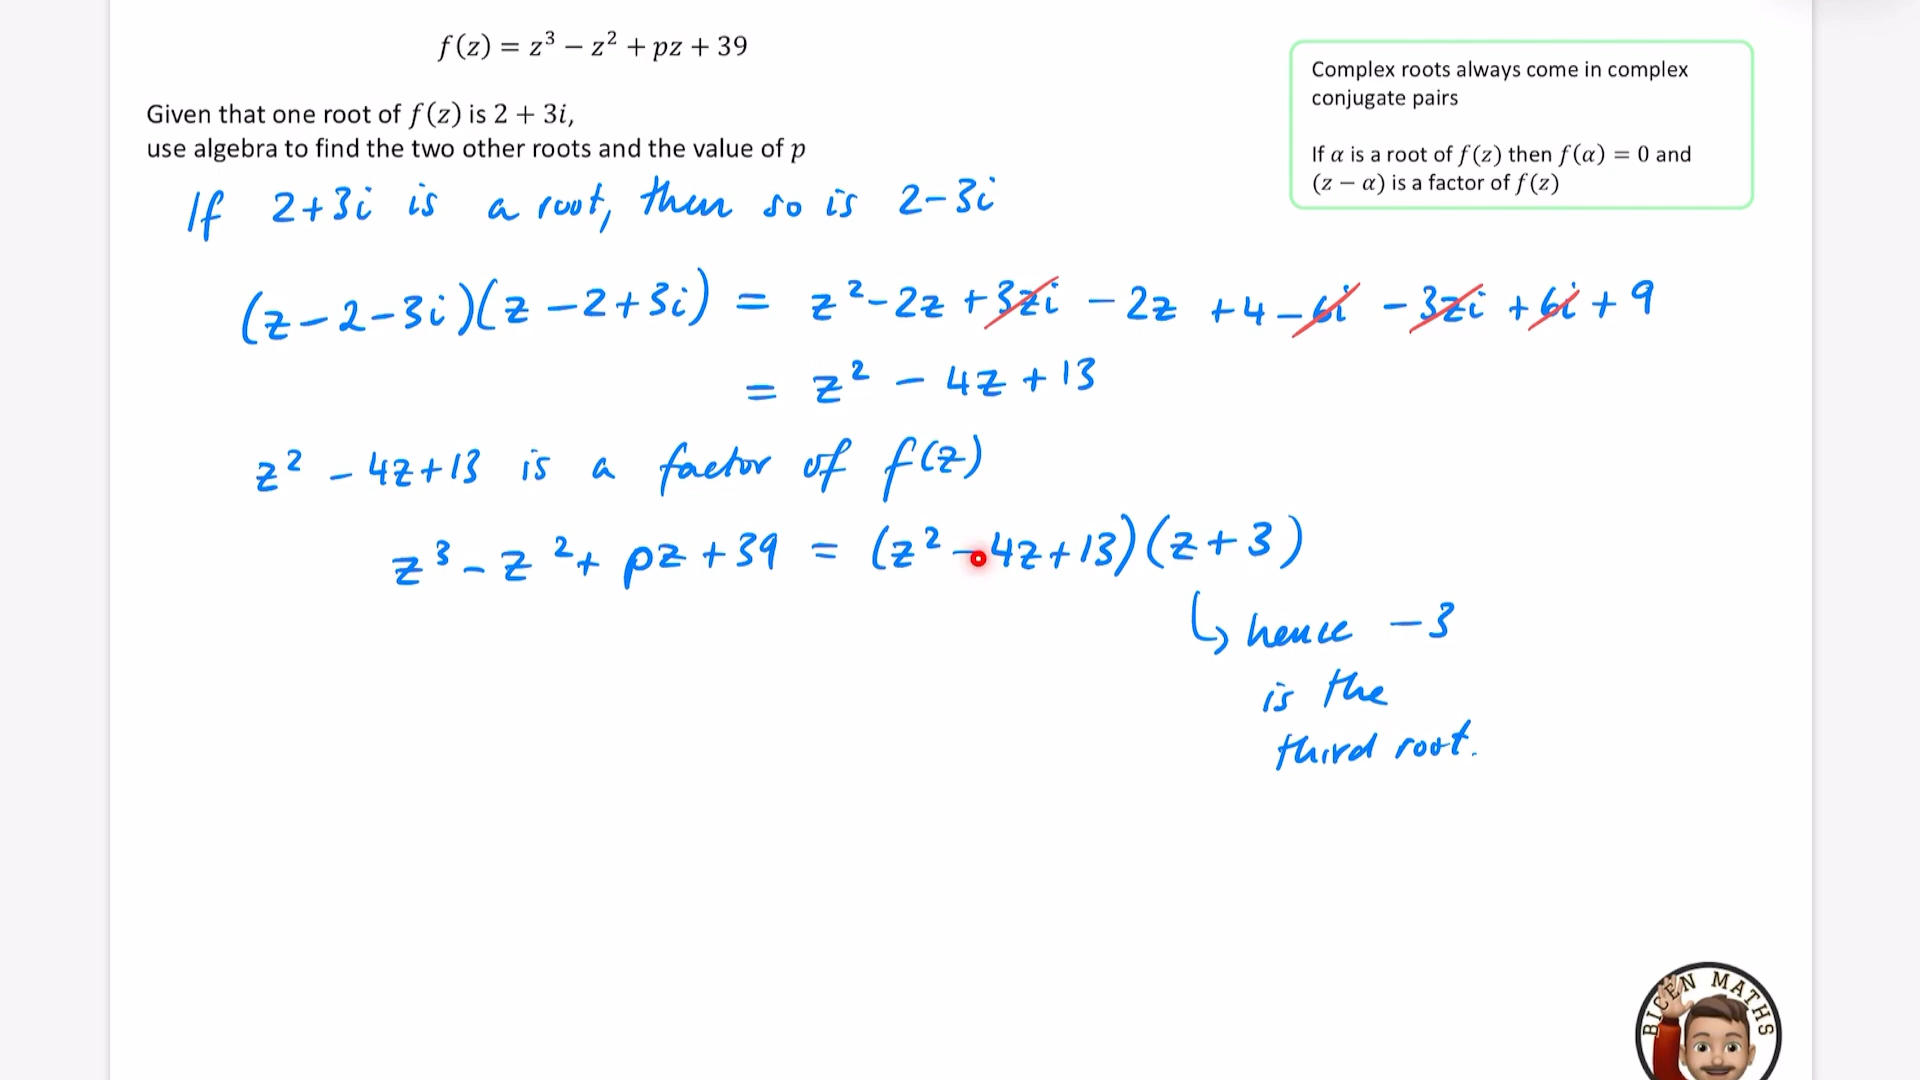 f(z) = z³ − z² + pz + 39
Complex roots always come in complex
conjugate pairs
If α is a root of f(z) then f(α) = 0 and
(z − α) is a factor of f(z)
Given that one root of f(z) is 2 + 3i,
use algebra to find the two other roots and the value of p
If 2+3i is a root, then so is 2-3i
(z-2-3i)(z-2+3i) = z²-2z+3zi-2z+4-6i-3zi+6i+9
= z² - 4z + 13
z² - 4z+13 is a factor of f(z)
z³ - z² + pz + 39 = (z²-4z+13)(z+3)
↳ hence -3
is the
third root.
BICEN MATHS